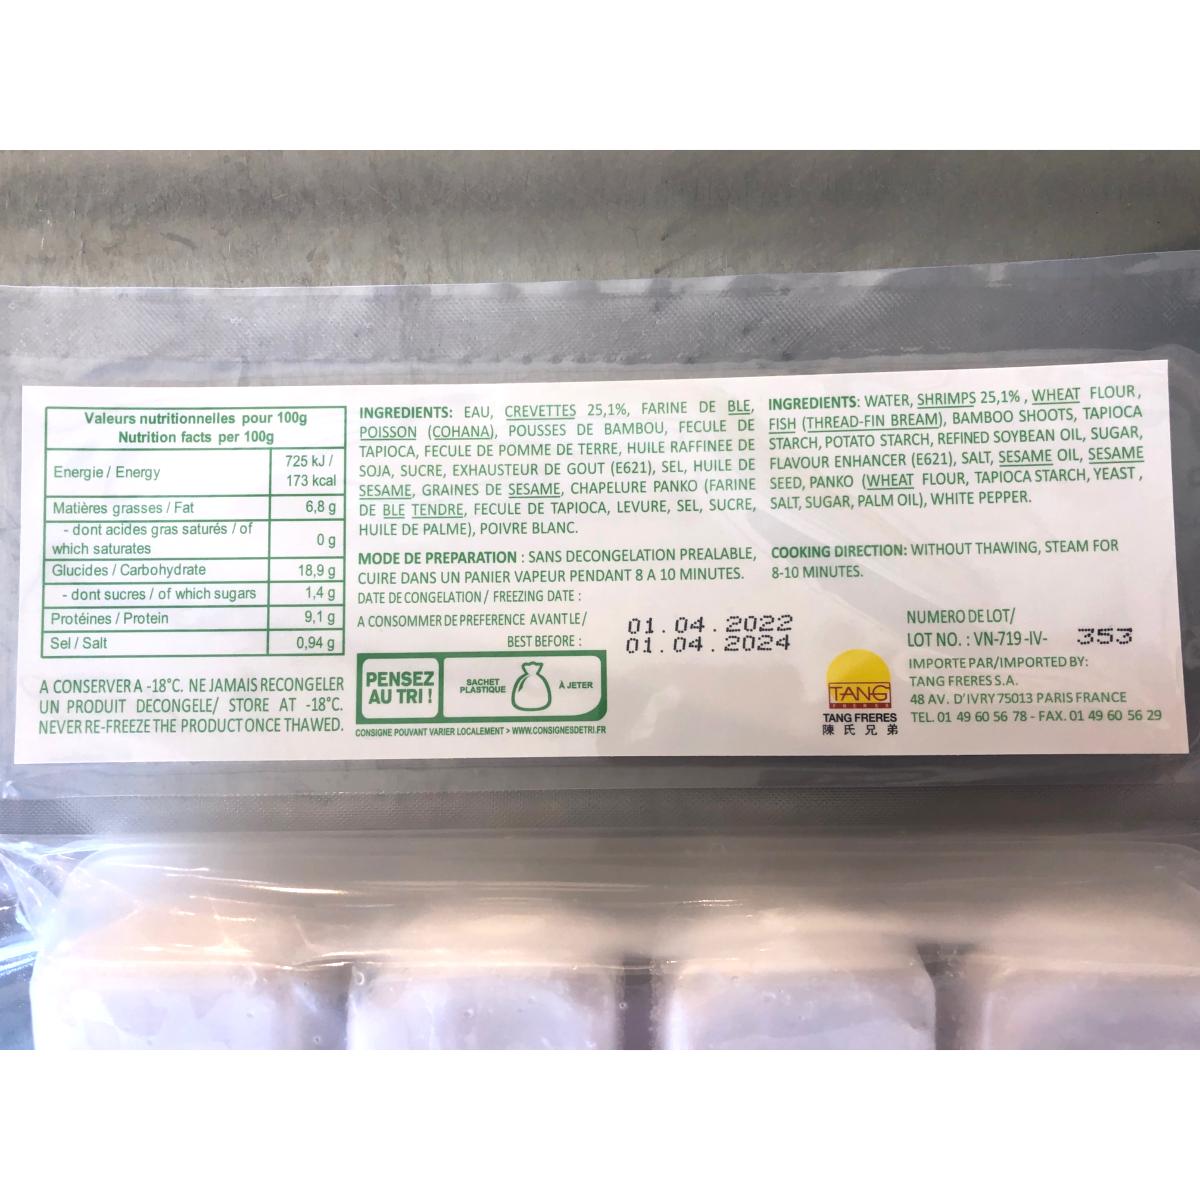 Valeurs nutritionnelles pour 100g
Nutrition facts per 100g
Energie / Energy
725 kJ /
173 kcal
Matières grasses / Fat
6,8 g
- dont acides gras saturés / of
which saturates
0 g
Glucides / Carbohydrate
18,9 g
- dont sucres / of which sugars
1,4 g
Protéines / Protein
9,1 g
Sel / Salt
0,94 g
A CONSERVER A -18°C. NE JAMAIS RECONGELER
UN PRODUIT DECONGELE/ STORE AT -18°C.
NEVER RE-FREEZE THE PRODUCT ONCE THAWED.
INGREDIENTS: EAU, CREVETTES 25,1%, FARINE DE BLE,
POISSON (COHANA), POUSSES DE BAMBOU, FECULE DE
TAPIOCA, FECULE DE POMME DE TERRE, HUILE RAFFINEE DE
SOJA, SUCRE, EXHAUSTEUR DE GOUT (E621), SEL, HUILE DE
SESAME, GRAINES DE SESAME, CHAPELURE PANKO (FARINE
DE BLE TENDRE, FECULE DE TAPIOCA, LEVURE, SEL, SUCRE,
HUILE DE PALME), POIVRE BLANC.
MODE DE PREPARATION : SANS DECONGELATION PREALABLE,
CUIRE DANS UN PANIER VAPEUR PENDANT 8 A 10 MINUTES.
DATE DE CONGELATION / FREEZING DATE :
A CONSOMMER DE PREFERENCE AVANT LE /
BEST BEFORE :
01.04.2022
01.04.2024
PENSEZ
AU TRI !
SACHET
PLASTIQUE
À JETER
CONSIGNE POUVANT VARIER LOCALEMENT > WWW.CONSIGNESDETRI.FR
INGREDIENTS: WATER, SHRIMPS 25,1% , WHEAT FLOUR,
FISH (THREAD-FIN BREAM), BAMBOO SHOOTS, TAPIOCA
STARCH, POTATO STARCH, REFINED SOYBEAN OIL, SUGAR,
FLAVOUR ENHANCER (E621), SALT, SESAME OIL, SESAME
SEED, PANKO (WHEAT FLOUR, TAPIOCA STARCH, YEAST ,
SALT, SUGAR, PALM OIL), WHITE PEPPER.
COOKING DIRECTION: WITHOUT THAWING, STEAM FOR
8-10 MINUTES.
TANG
FRERES
TANG FRERES
陳氏兄弟
NUMERO DE LOT/
LOT NO. : VN-719 -IV- 353
IMPORTE PAR/IMPORTED BY:
TANG FRERES S.A.
48 AV. D'IVRY 75013 PARIS FRANCE
TEL. 01 49 60 56 78 - FAX. 01 49 60 56 29